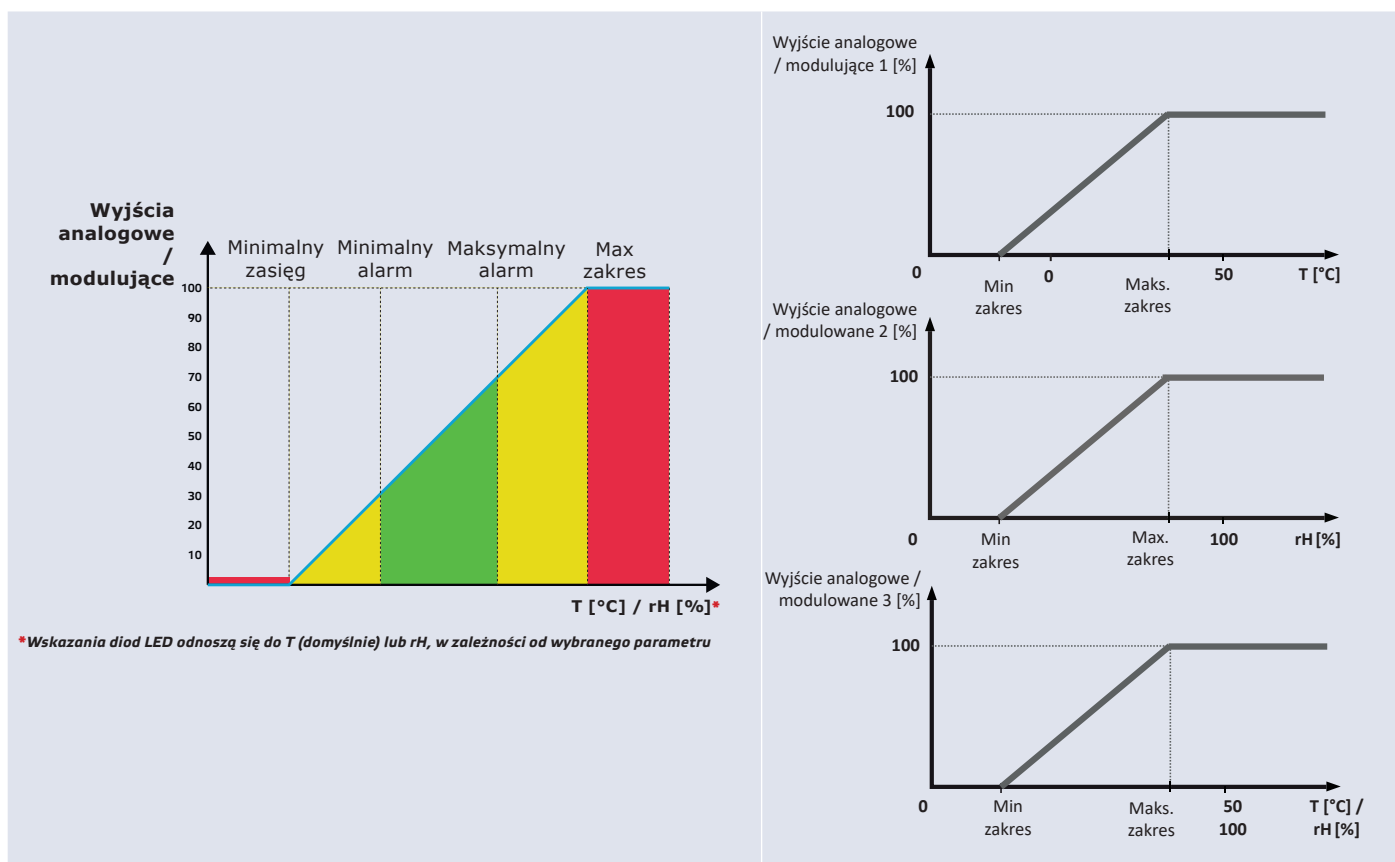 Wyjścia
analogowe
/
modulujące
Minimalny
zasięg
Minimalny
alarm
Maksymalny
alarm
Max
zakres
100
90
80
70
60
50
40
30
20
10
T [°C] / rH [%]*
*Wskazania diod LED odnoszą się do T (domyślnie) lub rH, w zależności od wybranego parametru
Wyjście analogowe
/ modulujące 1 [%]
100
0
Min
zakres
0
Maks.
zakres
50
T [°C]
Wyjście analogowe
/ modulowane 2 [%]
100
0
Min
zakres
Max.
zakres
100
rH [%]
Wyjście analogowe /
modulowane 3 [%]
100
0
Min
zakres
Maks.
zakres
50
100
T [°C] /
rH [%]